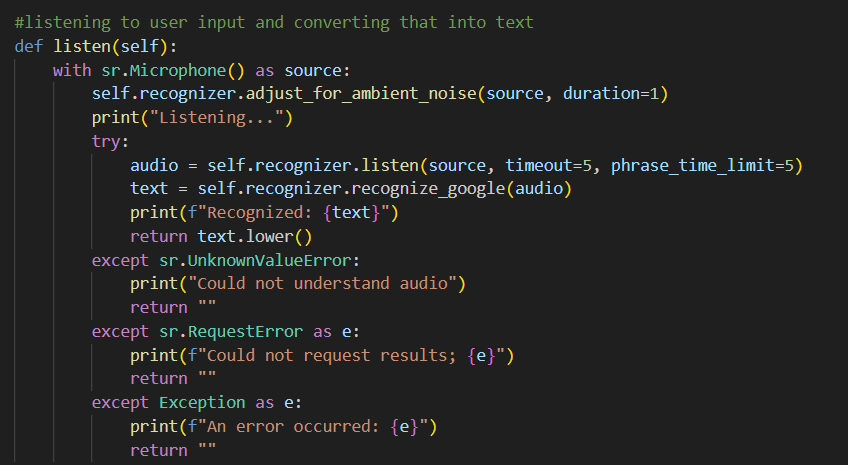 #listening to user input and converting that into text
def listen(self):
    with sr.Microphone() as source:
        self.recognizer.adjust_for_ambient_noise(source, duration=1)
        print("Listening...")
        try:
            audio = self.recognizer.listen(source, timeout=5, phrase_time_limit=5)
            text = self.recognizer.recognize_google(audio)
            print(f"Recognized: {text}")
            return text.lower()
        except sr.UnknownValueError:
            print("Could not understand audio")
            return ""
        except sr.RequestError as e:
            print(f"Could not request results; {e}")
            return ""
        except Exception as e:
            print(f"An error occurred: {e}")
            return ""